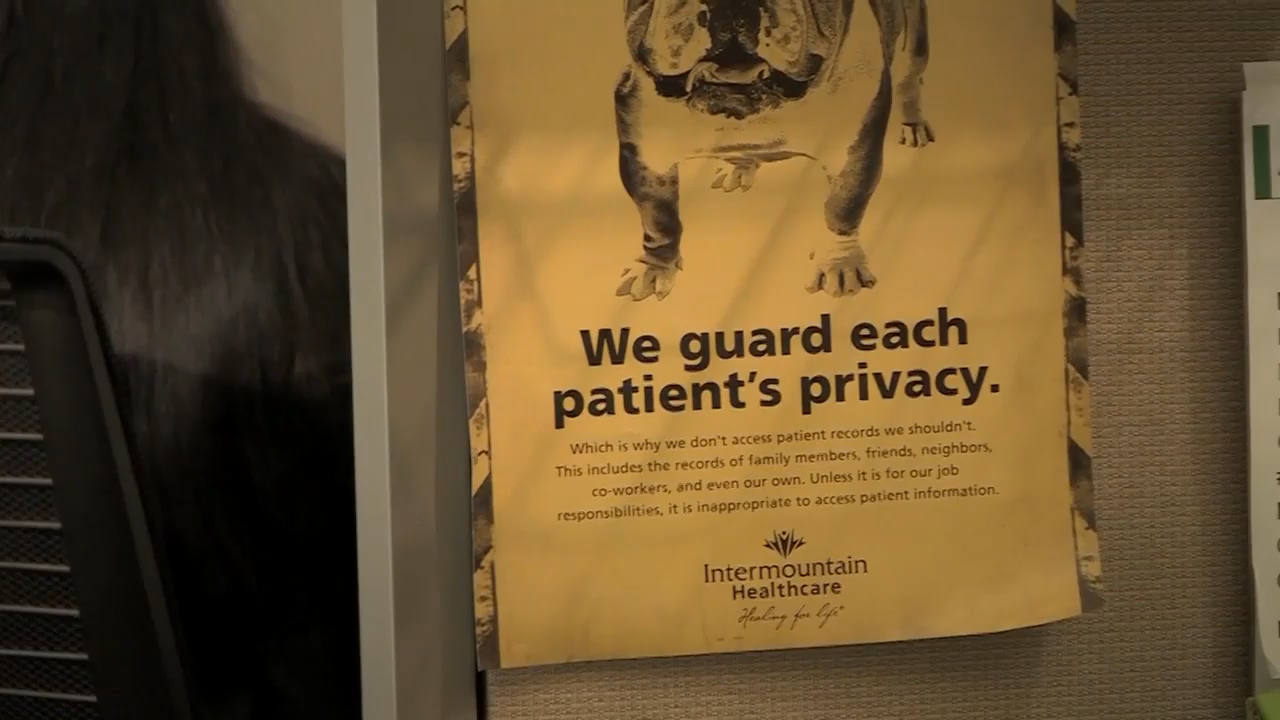 We guard each
patient's privacy.
Which is why we don't access patient records we shouldn't.
This includes the records of family members, friends, neighbors,
co-workers, and even our own. Unless it is for our job
responsibilities, it is inappropriate to access patient information.
Intermountain
Healthcare
Healing for life®